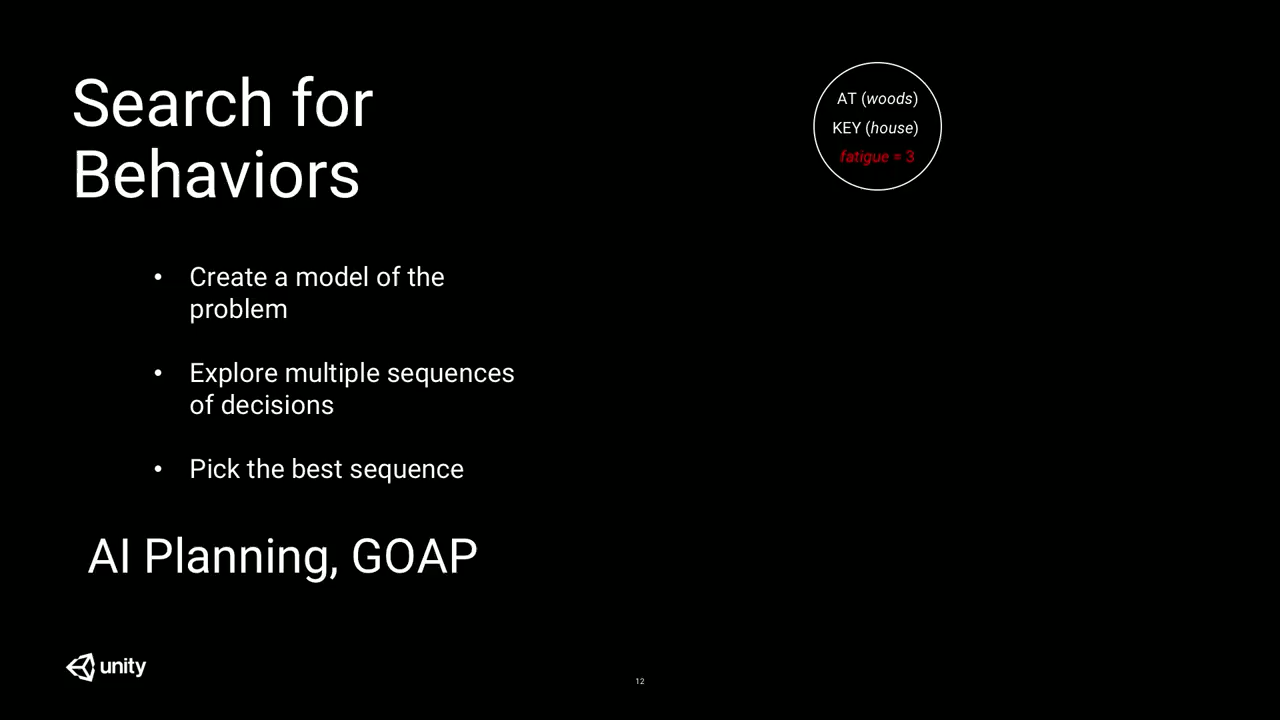 Search for
Behaviors
• Create a model of the
problem
• Explore multiple sequences
of decisions
• Pick the best sequence
AI Planning, GOAP
AT (woods)
KEY (house)
fatigue = 3
unity
12